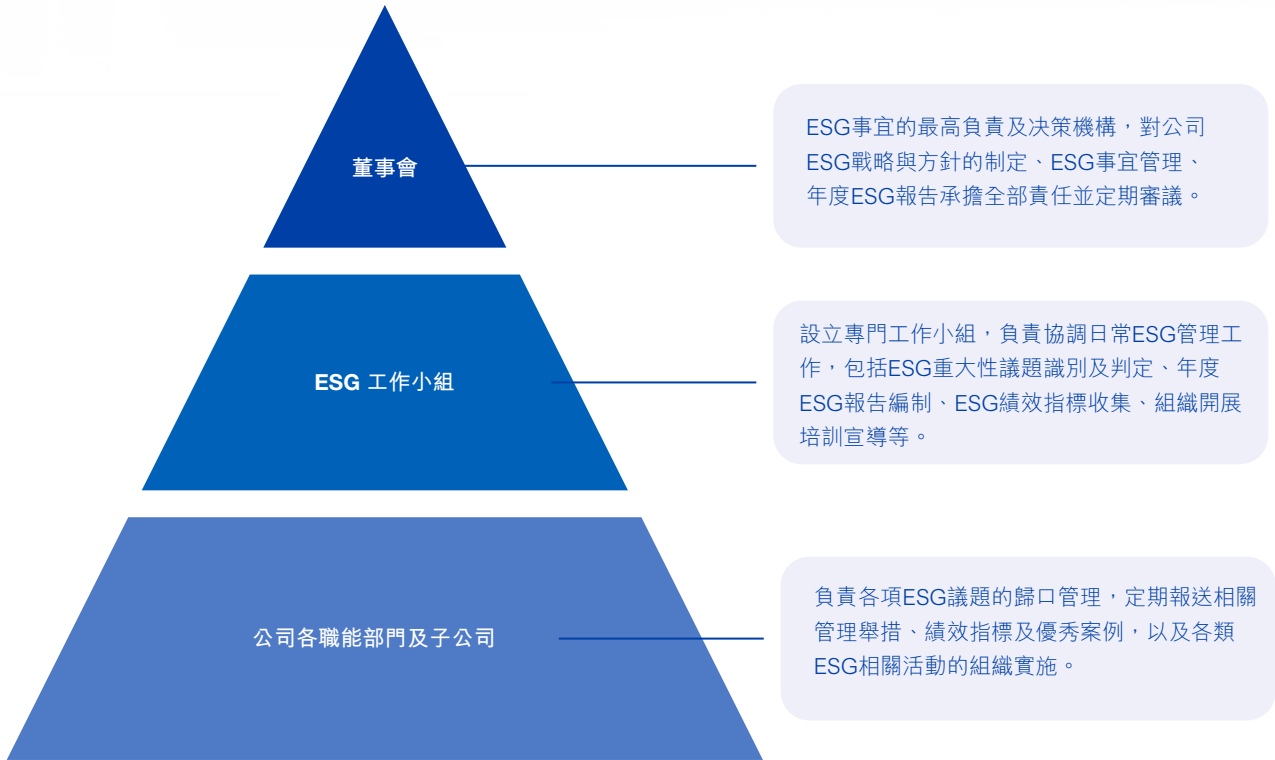 董事會
ESG事宜的最高負責及決策機構，對公司
ESG戰略與方針的制定、ESG事宜管理、
年度ESG報告承擔全部責任並定期審議。
ESG 工作小組
設立專門工作小組，負責協調日常ESG管理工
作，包括ESG重大性議題識別及判定、年度
ESG報告編制、ESG績效指標收集、組織開展
培訓宣導等。
公司各職能部門及子公司
負責各項ESG議題的歸口管理，定期報送相關
管理舉措、績效指標及優秀案例，以及各類
ESG相關活動的組織實施。